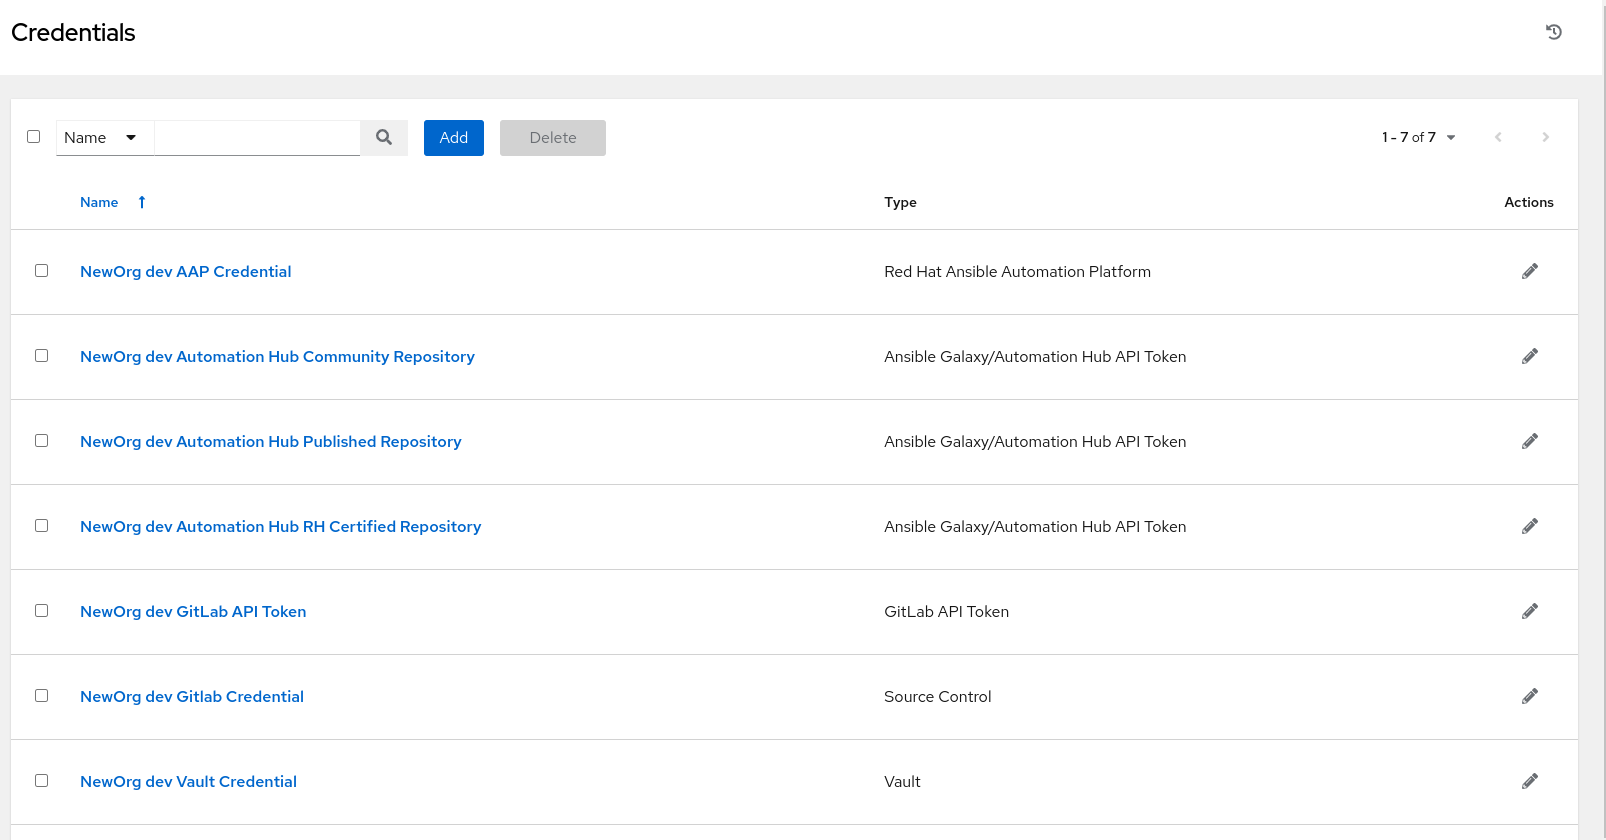 Credentials
Name Add Delete 1 - 7 of 7
Name Type Actions
NewOrg dev AAP Credential Red Hat Ansible Automation Platform
NewOrg dev Automation Hub Community Repository Ansible Galaxy/Automation Hub API Token
NewOrg dev Automation Hub Published Repository Ansible Galaxy/Automation Hub API Token
NewOrg dev Automation Hub RH Certified Repository Ansible Galaxy/Automation Hub API Token
NewOrg dev GitLab API Token GitLab API Token
NewOrg dev Gitlab Credential Source Control
NewOrg dev Vault Credential Vault